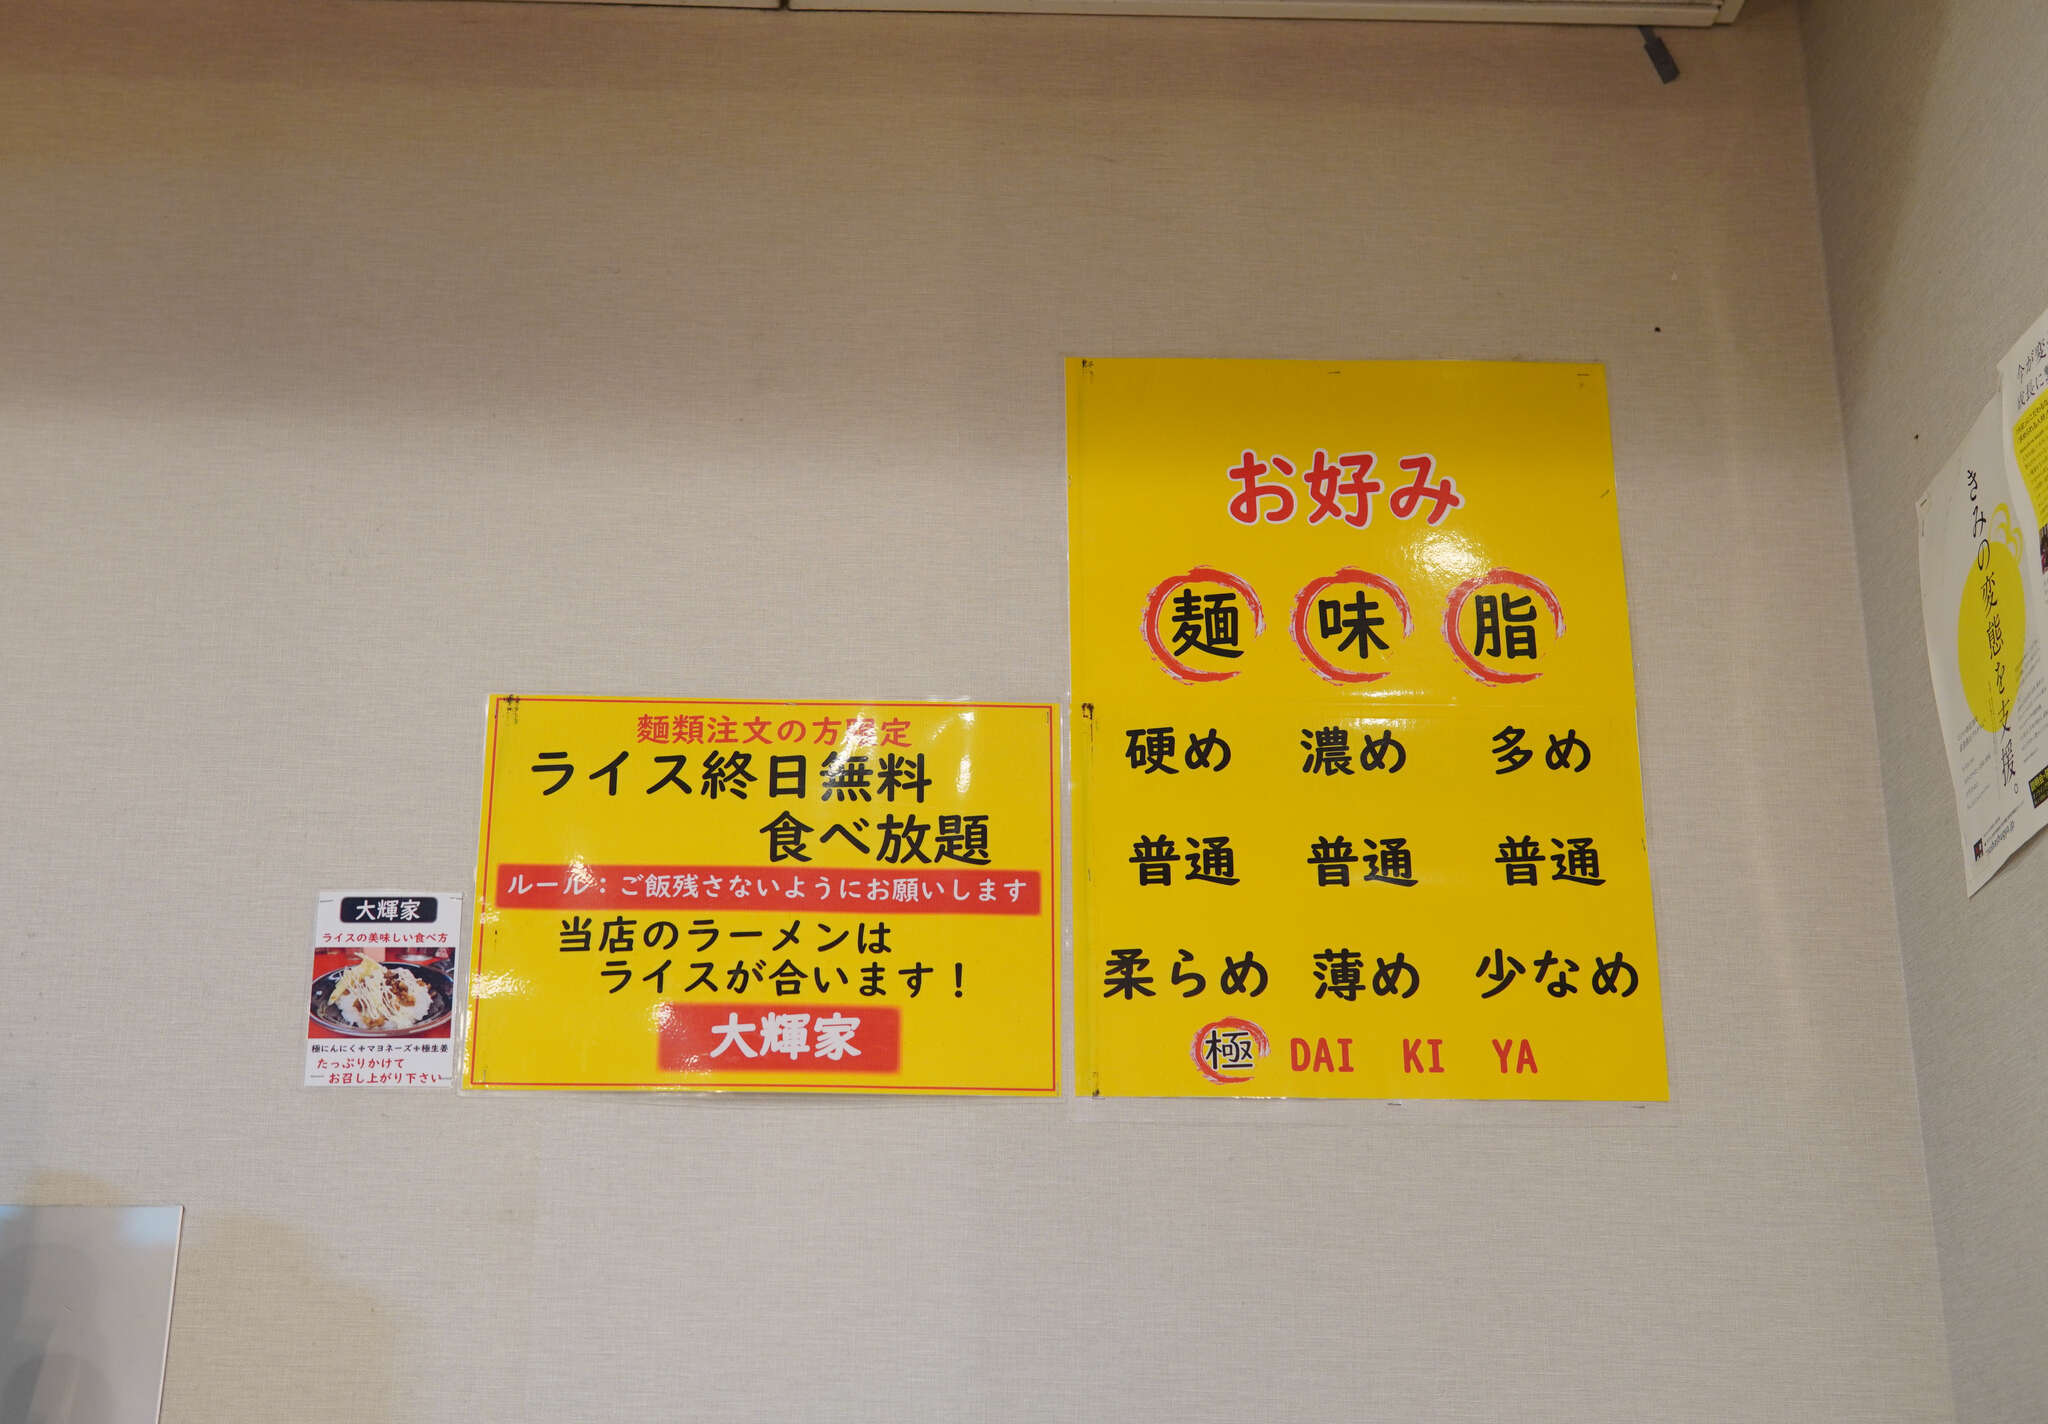 お好み
麺 味 脂
硬め 濃め 多め
普通 普通 普通
柔らめ 薄め 少なめ
極 DAI KI YA
麺類注文の方限定
ライス終日無料
食べ放題
ルール：ご飯残さないようにお願いします
当店のラーメンは
ライスが合います！
大輝家
大輝家
ライスの美味しい食べ方
極にんにく+マヨネーズ+極生姜
たっぷりかけて
お召し上がり下さい
きみの変態を支援。
今が変
成長に